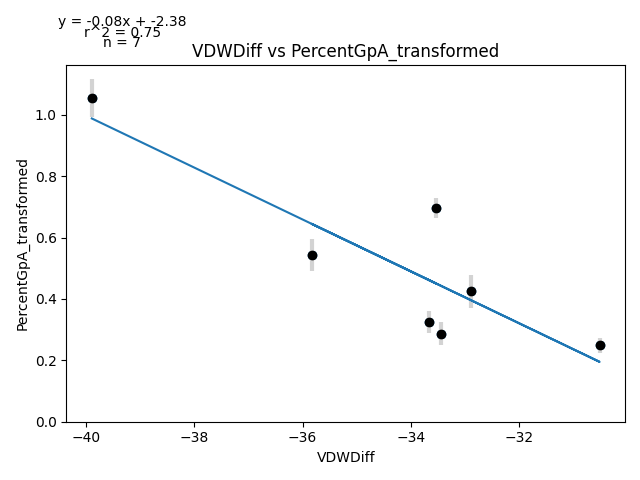 y = -0.08x + -2.38
r^2 = 0.75
n = 7
VDWDiff vs PercentGpA_transformed
PercentGpA_transformed
1.0
0.8
0.6
0.4
0.2
0.0
−40
−38
−36
−34
−32
VDWDiff